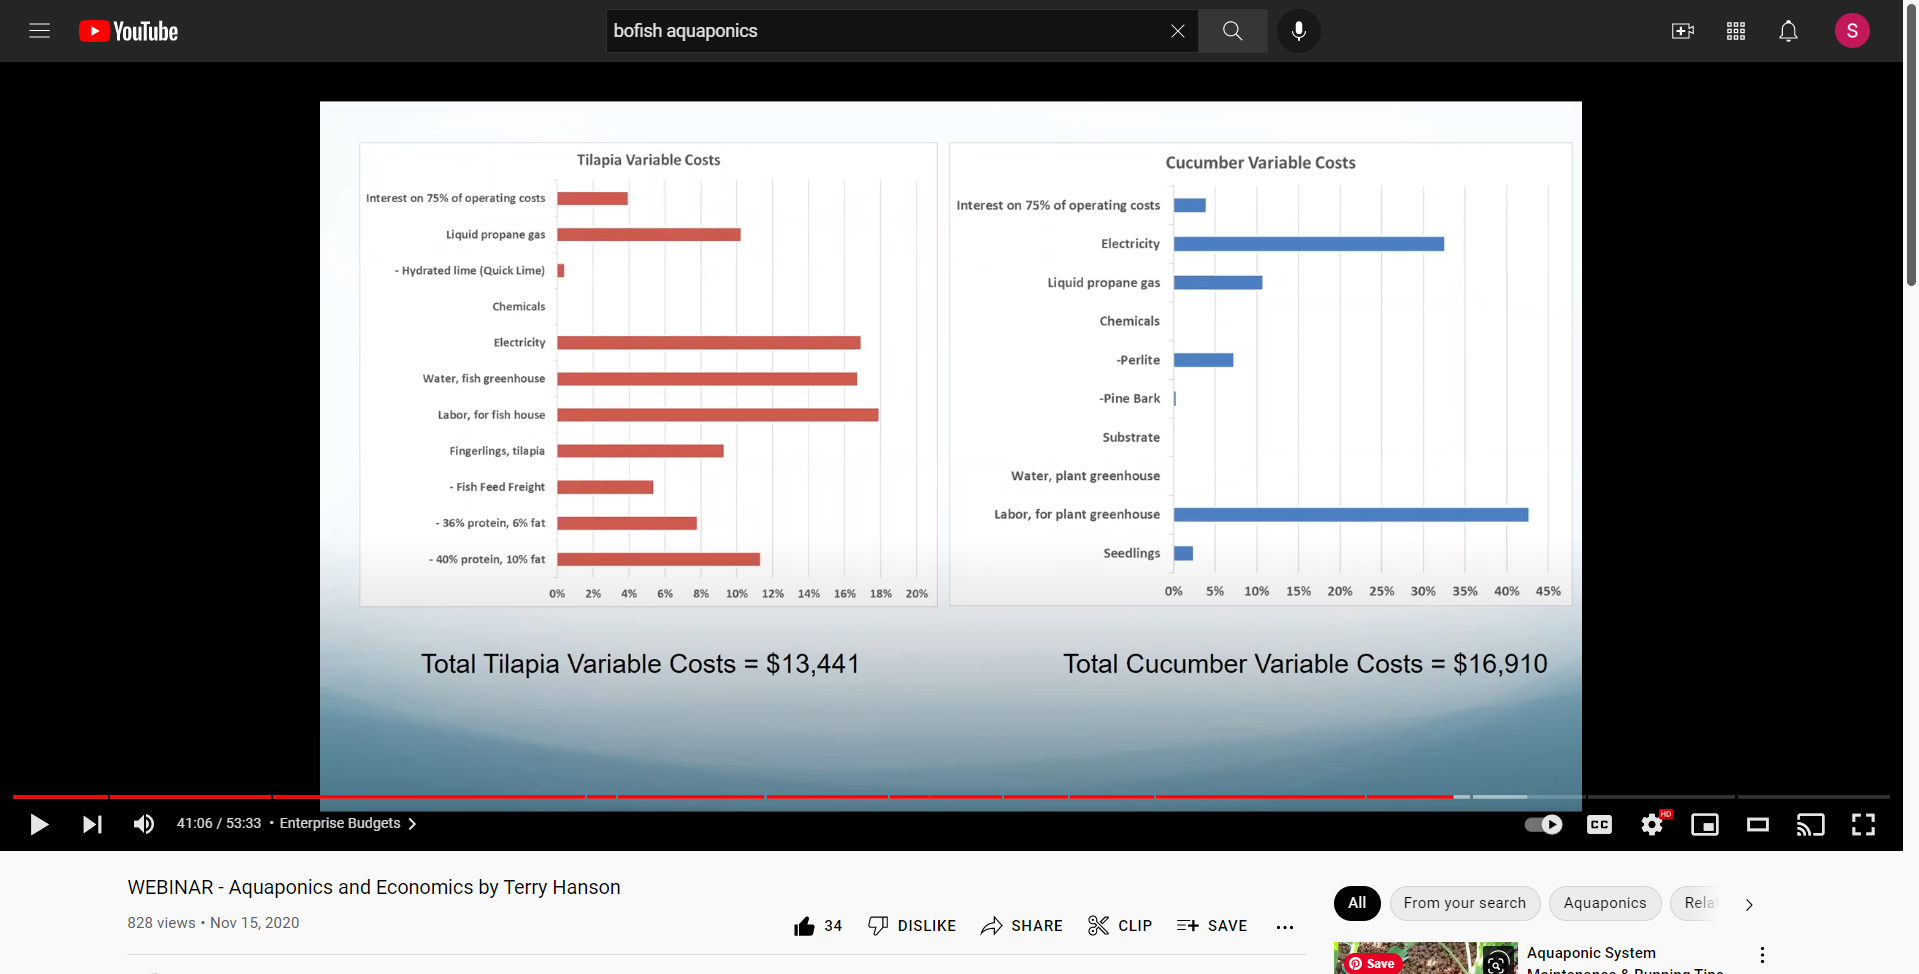 YouTube
bofish aquaponics
S
Tilapia Variable Costs
Interest on 75% of operating costs
Liquid propane gas
- Hydrated lime (Quick Lime)
Chemicals
Electricity
Water, fish greenhouse
Labor, for fish house
Fingerlings, tilapia
- Fish Feed Freight
- 36% protein, 6% fat
- 40% protein, 10% fat
0% 2% 4% 6% 8% 10% 12% 14% 16% 18% 20%
Cucumber Variable Costs
Interest on 75% of operating costs
Electricity
Liquid propane gas
Chemicals
-Perlite
-Pine Bark
Substrate
Water, plant greenhouse
Labor, for plant greenhouse
Seedlings
0% 5% 10% 15% 20% 25% 30% 35% 40% 45%
Total Tilapia Variable Costs = $13,441
Total Cucumber Variable Costs = $16,910
41:06 / 53:33 • Enterprise Budgets
CC
HD
WEBINAR - Aquaponics and Economics by Terry Hanson
828 views • Nov 15, 2020
34 DISLIKE SHARE CLIP SAVE
All From your search Aquaponics
Save
Aquaponic System